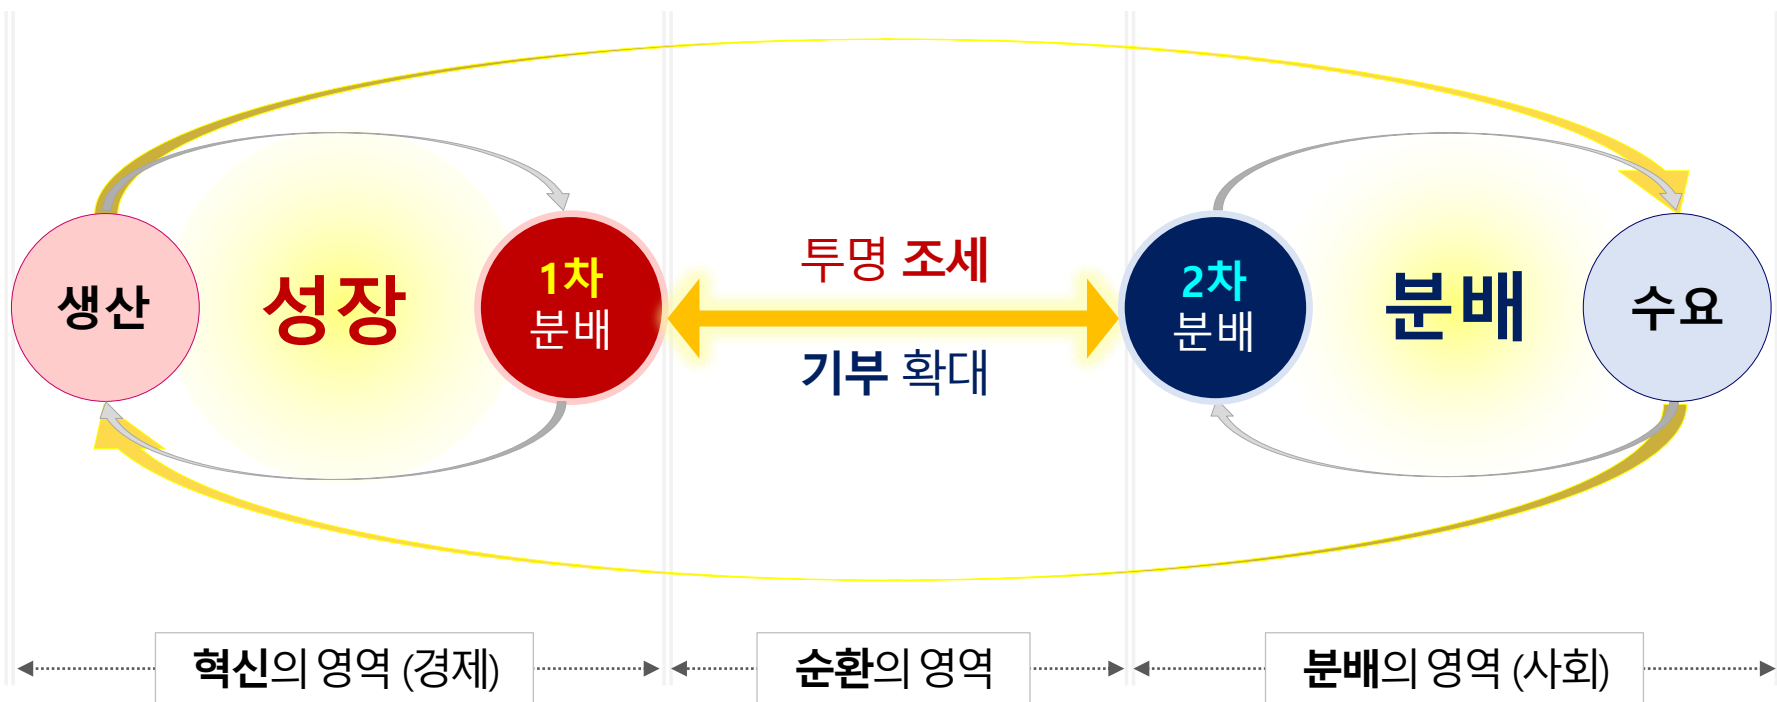 생산
성장
1차
분배
투명 조세
기부 확대
2차
분배
분배
수요
혁신의 영역 (경제)
순환의 영역
분배의 영역 (사회)